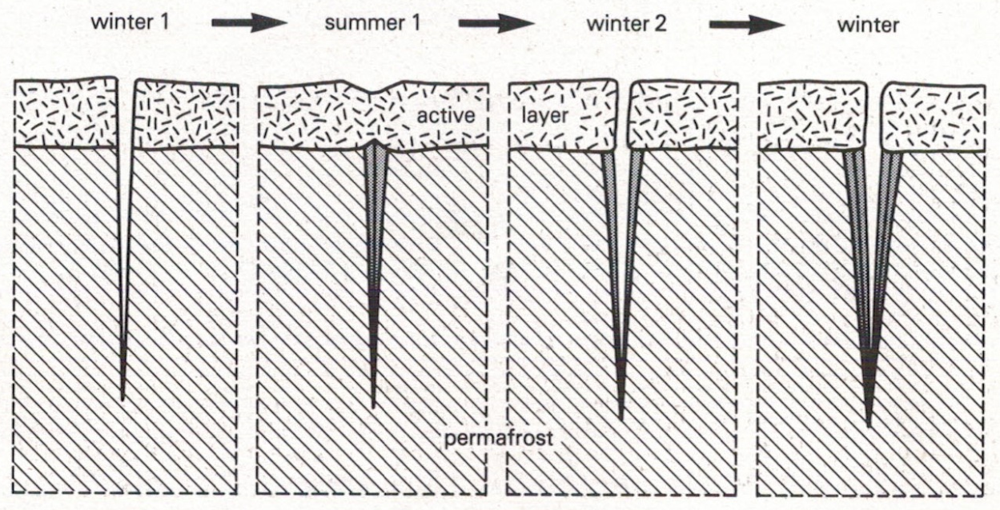 winter 1
summer 1
winter 2
winter
active
layer
permafrost